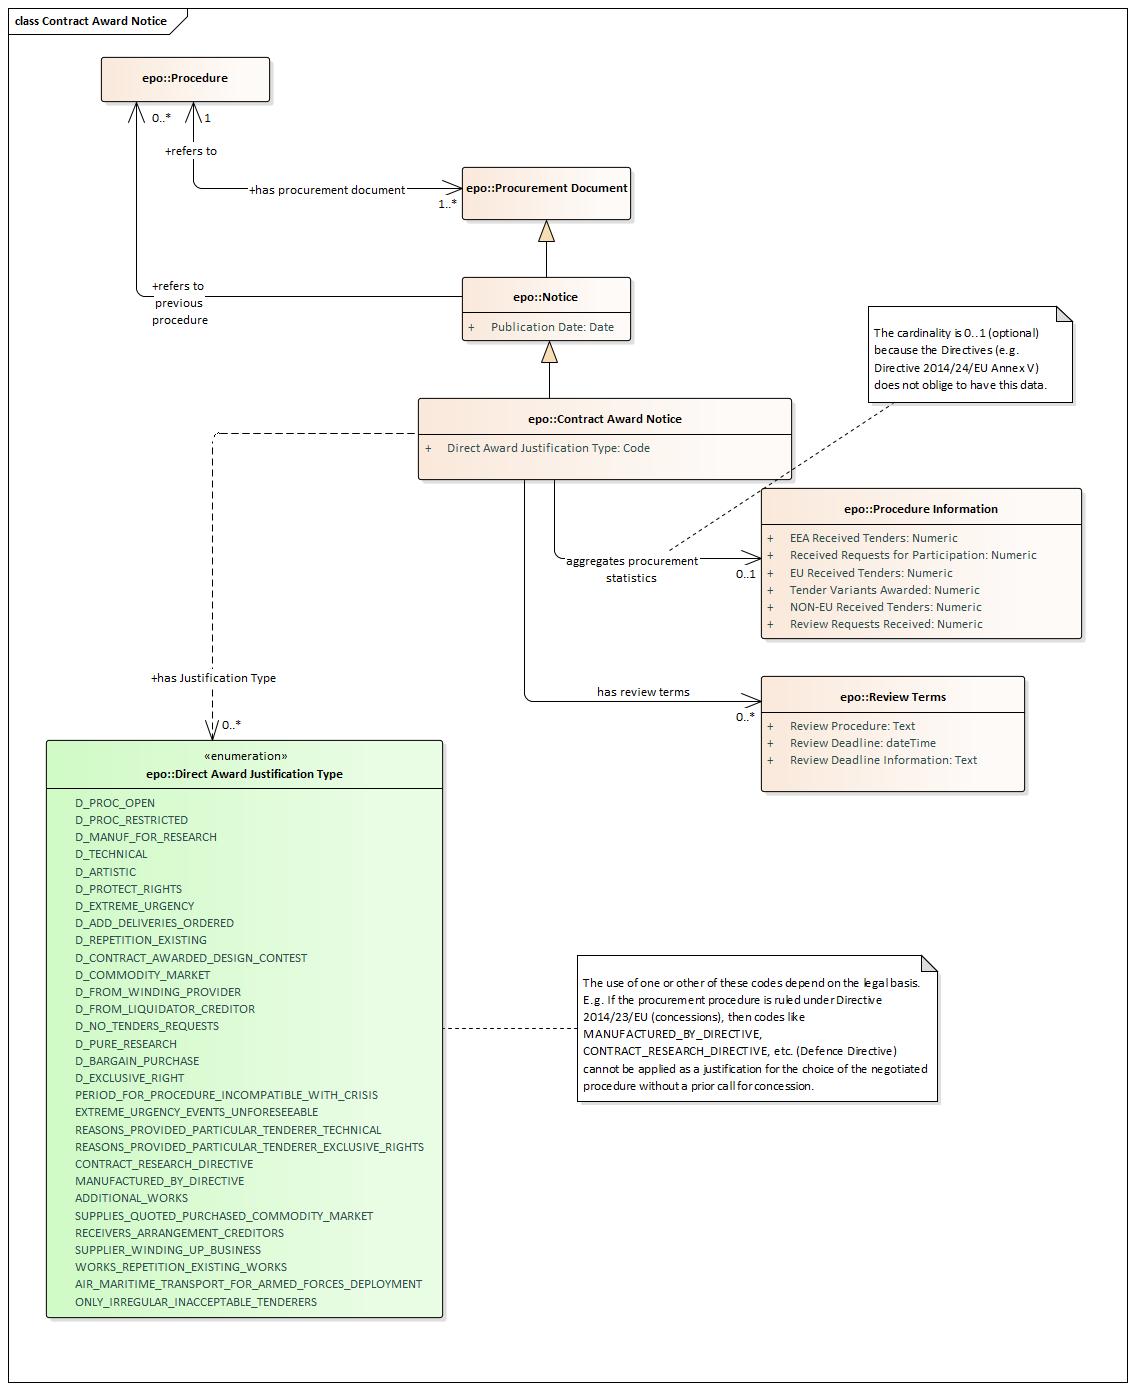 class Contract Award Notice
epo::Procedure
0..*
1
+refers to
+has procurement document
1..*
epo::Procurement Document
+refers to
previous
procedure
epo::Notice
+ Publication Date: Date
The cardinality is 0..1 (optional)
because the Directives (e.g.
Directive 2014/24/EU Annex V)
does not oblige to have this data.
epo::Contract Award Notice
+ Direct Award Justification Type: Code
epo::Procedure Information
+ EEA Received Tenders: Numeric
+ Received Requests for Participation: Numeric
+ EU Received Tenders: Numeric
+ Tender Variants Awarded: Numeric
+ NON-EU Received Tenders: Numeric
+ Review Requests Received: Numeric
aggregates procurement
statistics
0..1
has review terms
0..*
epo::Review Terms
+ Review Procedure: Text
+ Review Deadline: dateTime
+ Review Deadline Information: Text
+has Justification Type
0..*
«enumeration»
epo::Direct Award Justification Type
D_PROC_OPEN
D_PROC_RESTRICTED
D_MANUF_FOR_RESEARCH
D_TECHNICAL
D_ARTISTIC
D_PROTECT_RIGHTS
D_EXTREME_URGENCY
D_ADD_DELIVERIES_ORDERED
D_REPETITION_EXISTING
D_CONTRACT_AWARDED_DESIGN_CONTEST
D_COMMODITY_MARKET
D_FROM_WINDING_PROVIDER
D_FROM_LIQUIDATOR_CREDITOR
D_NO_TENDERS_REQUESTS
D_PURE_RESEARCH
D_BARGAIN_PURCHASE
D_EXCLUSIVE_RIGHT
PERIOD_FOR_PROCEDURE_INCOMPATIBLE_WITH_CRISIS
EXTREME_URGENCY_EVENTS_UNFORESEEABLE
REASONS_PROVIDED_PARTICULAR_TENDERER_TECHNICAL
REASONS_PROVIDED_PARTICULAR_TENDERER_EXCLUSIVE_RIGHTS
CONTRACT_RESEARCH_DIRECTIVE
MANUFACTURED_BY_DIRECTIVE
ADDITIONAL_WORKS
SUPPLIES_QUOTED_PURCHASED_COMMODITY_MARKET
RECEIVERS_ARRANGEMENT_CREDITORS
SUPPLIER_WINDING_UP_BUSINESS
WORKS_REPETITION_EXISTING_WORKS
AIR_MARITIME_TRANSPORT_FOR_ARMED_FORCES_DEPLOYMENT
ONLY_IRREGULAR_INACCEPTABLE_TENDERERS
The use of one or other of these codes depend on the legal basis.
E.g. If the procurement procedure is ruled under Directive
2014/23/EU (concessions), then codes like
MANUFACTURED_BY_DIRECTIVE,
CONTRACT_RESEARCH_DIRECTIVE, etc. (Defence Directive)
cannot be applied as a justification for the choice of the negotiated
procedure without a prior call for concession.